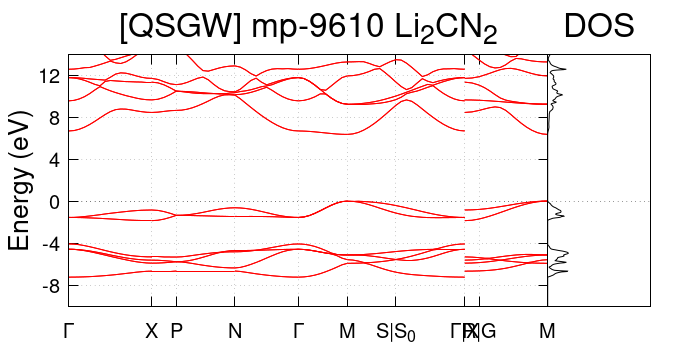 [QSGW] mp-9610 Li₂CN₂ DOS
Energy (eV)
12
8
4
0
-4
-8
Γ X P N Γ M S|S₀ Γ|X R|G M